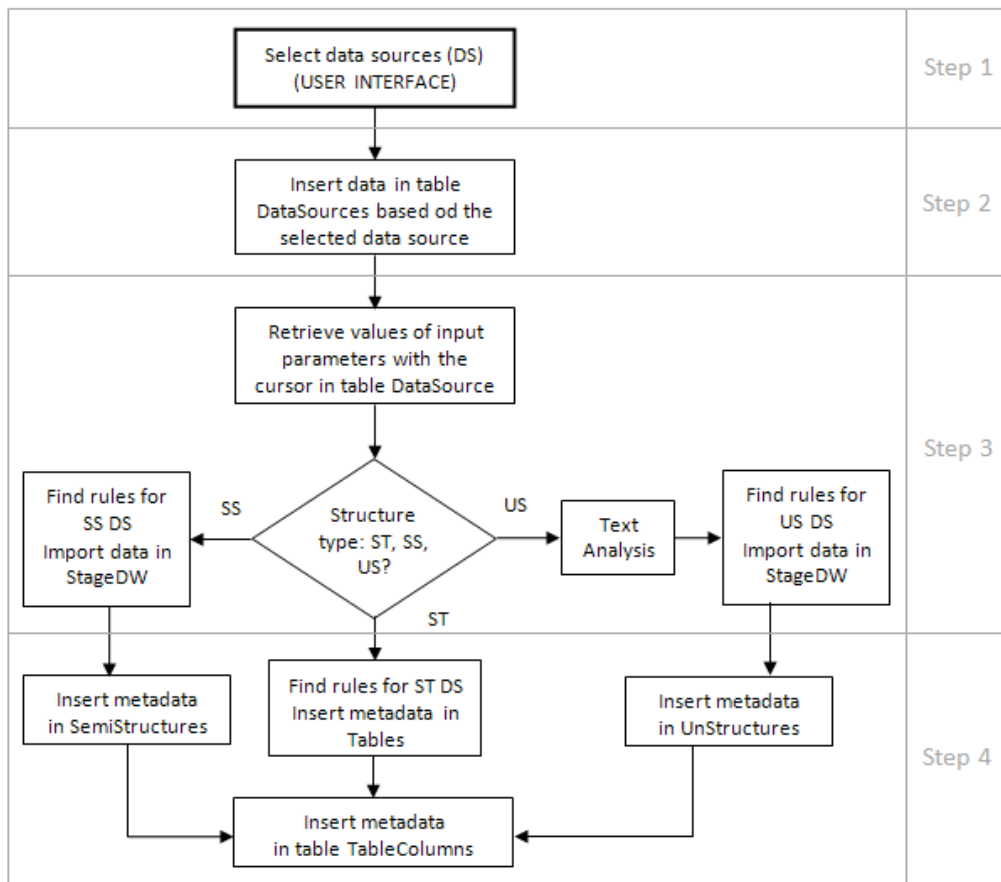 Select data sources (DS)
(USER INTERFACE)
Step 1
Insert data in table
DataSources based od the
selected data source
Step 2
Retrieve values of input
parameters with the
cursor in table DataSource
Step 3
Find rules for
SS DS
Import data in
StageDW
SS
Structure
type: ST, SS,
US?
US
Text
Analysis
Find rules for
US DS
Import data in
StageDW
ST
Insert metadata
in SemiStructures
Find rules for ST DS
Insert metadata in
Tables
Insert metadata
in UnStructures
Step 4
Insert metadata
in table TableColumns